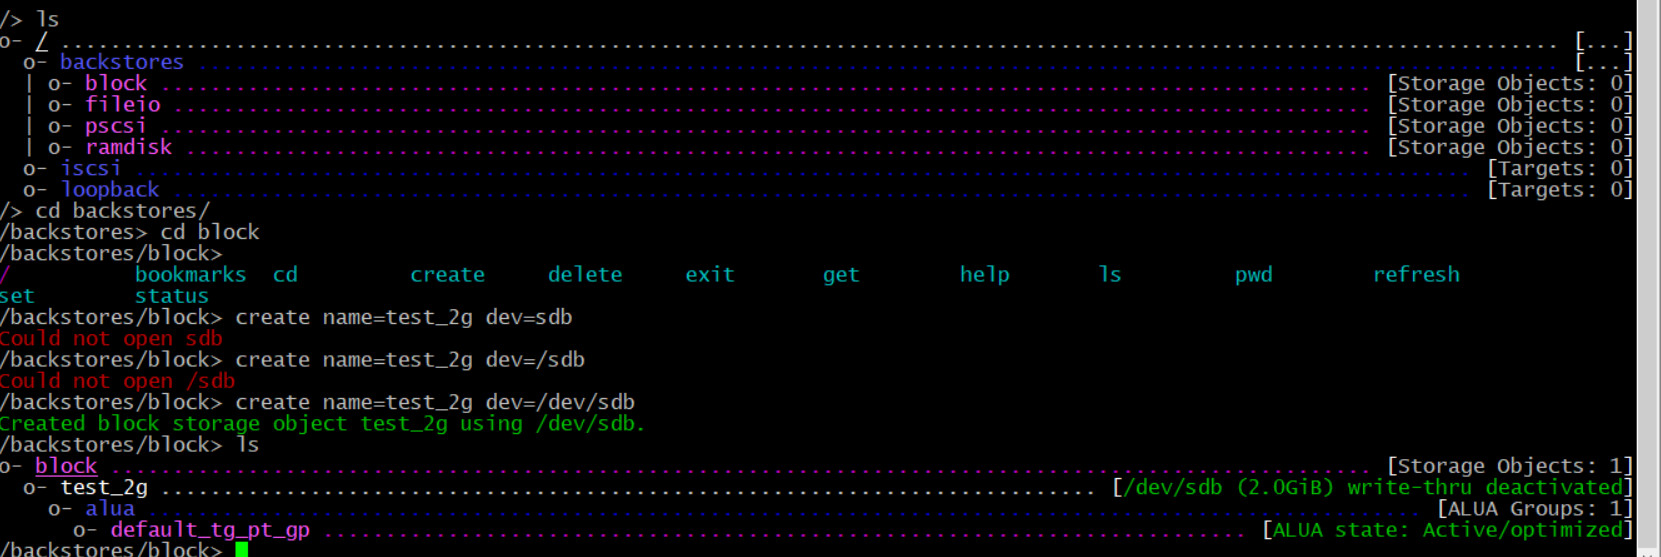 /> ls
o- / ......................................................................................................................... [...]
  o- backstores .............................................................................................................. [...]
  | o- block .................................................................................................. [Storage Objects: 0]
  | o- fileio ................................................................................................. [Storage Objects: 0]
  | o- pscsi .................................................................................................. [Storage Objects: 0]
  | o- ramdisk ................................................................................................ [Storage Objects: 0]
  o- iscsi ............................................................................................................ [Targets: 0]
  o- loopback ......................................................................................................... [Targets: 0]
/> cd backstores/
/backstores> cd block
/backstores/block>
/          bookmarks  cd         create     delete     exit       get        help       ls         pwd        refresh
set        status
/backstores/block> create name=test_2g dev=sdb
Could not open sdb
/backstores/block> create name=test_2g dev=/sdb
Could not open /sdb
/backstores/block> create name=test_2g dev=/dev/sdb
Created block storage object test_2g using /dev/sdb.
/backstores/block> ls
o- block ...................................................................................................... [Storage Objects: 1]
  o- test_2g ........................................................................... [/dev/sdb (2.0GiB) write-thru deactivated]
    o- alua ....................................................................................................... [ALUA Groups: 1]
      o- default_tg_pt_gp ........................................................................... [ALUA state: Active/optimized]
/backstores/block>